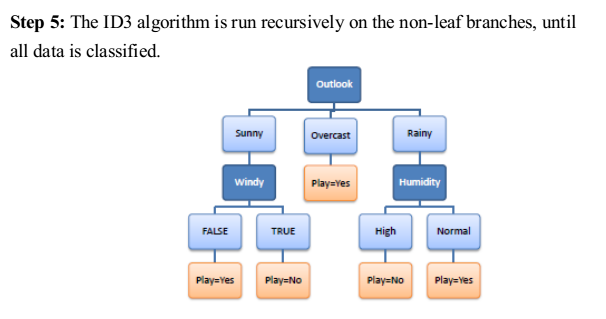 Step 5: The ID3 algorithm is run recursively on the non-leaf branches, until
all data is classified.
Outlook
Sunny
Overcast
Rainy
Windy
Play=Yes
Humidity
FALSE
TRUE
High
Normal
Play=Yes
Play=No
Play=No
Play=Yes